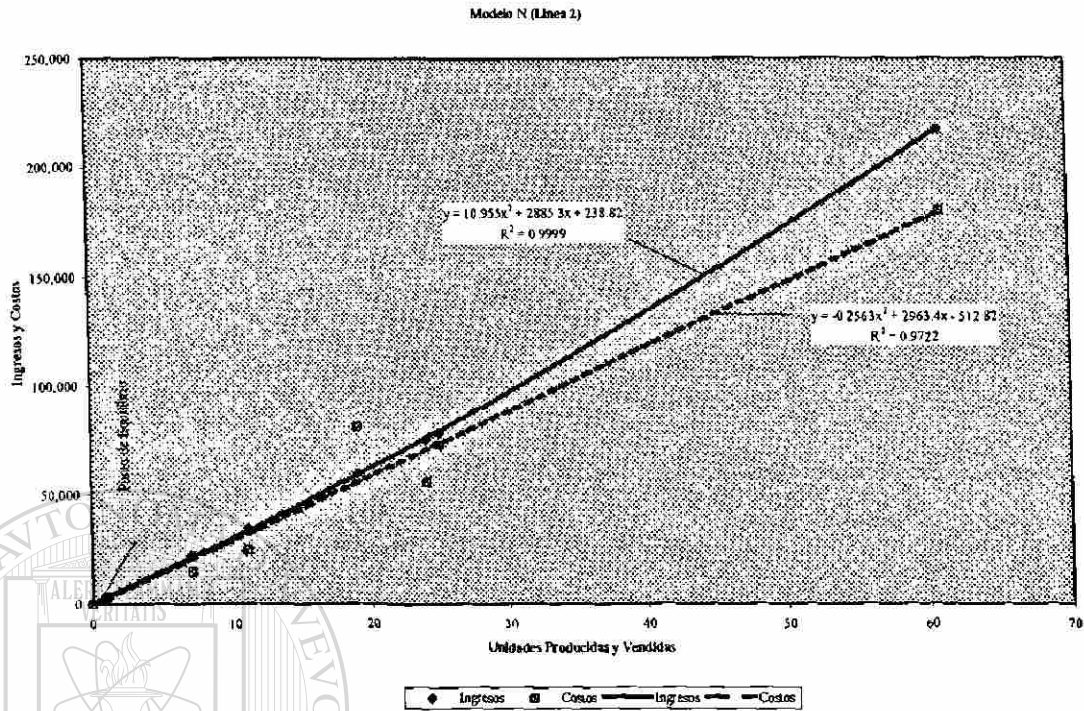 Modelo N (Linea 2)
250,000
200,000
150,000
100,000
50,000
0
Ingresos y Costos
y = 10.955x² + 2885.3x + 238.82
R² = 0.9999
y = -0.2563x² + 2963.4x - 512.82
R² = 0.9722
de Equilibrio
0 10 20 30 40 50 60 70
Unidades Producidas y Vendidas
Ingresos Costos Ingresos Costos
VERITATIS